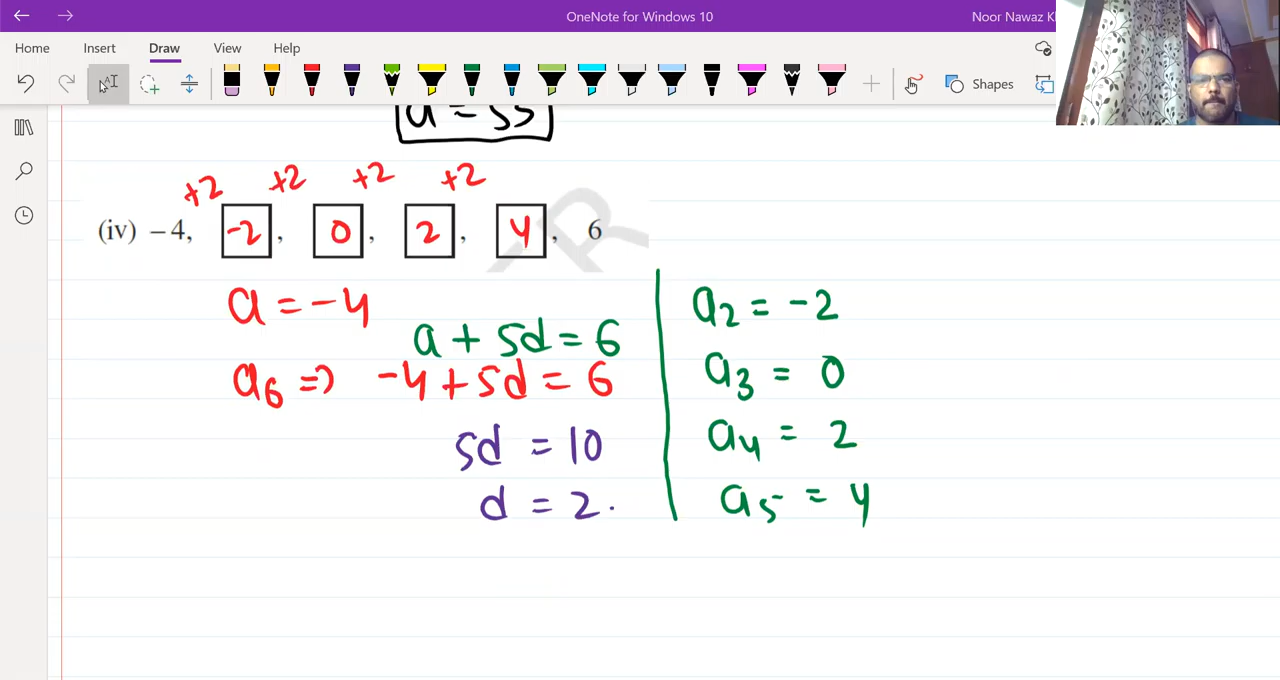 OneNote for Windows 10
Noor Nawaz Kh
Home Insert Draw View Help
Shapes
+2 +2 +2 +2
(iv) −4, -2, 0, 2, 4, 6
a = -4
a + 5d = 6
a6 => -4 + 5d = 6
5d = 10
d = 2.
a2 = -2
a3 = 0
a4 = 2
a5 = 4